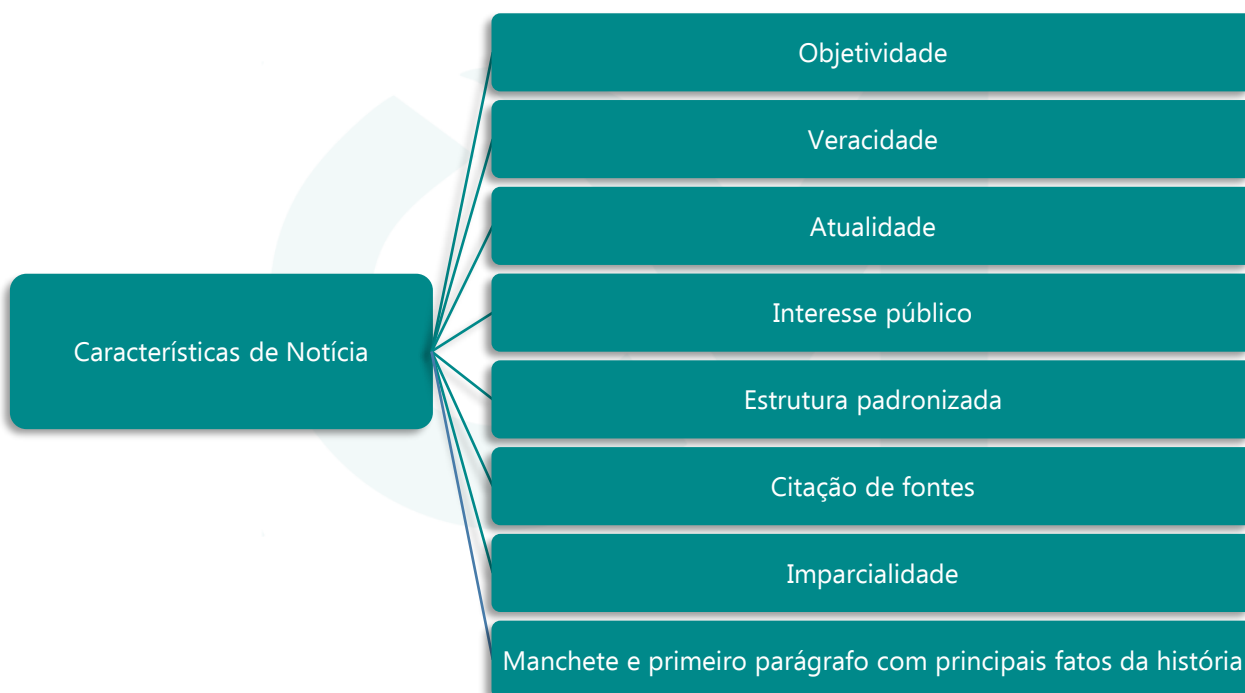 Características de Notícia
Objetividade
Veracidade
Atualidade
Interesse público
Estrutura padronizada
Citação de fontes
Imparcialidade
Manchete e primeiro parágrafo com principais fatos da história